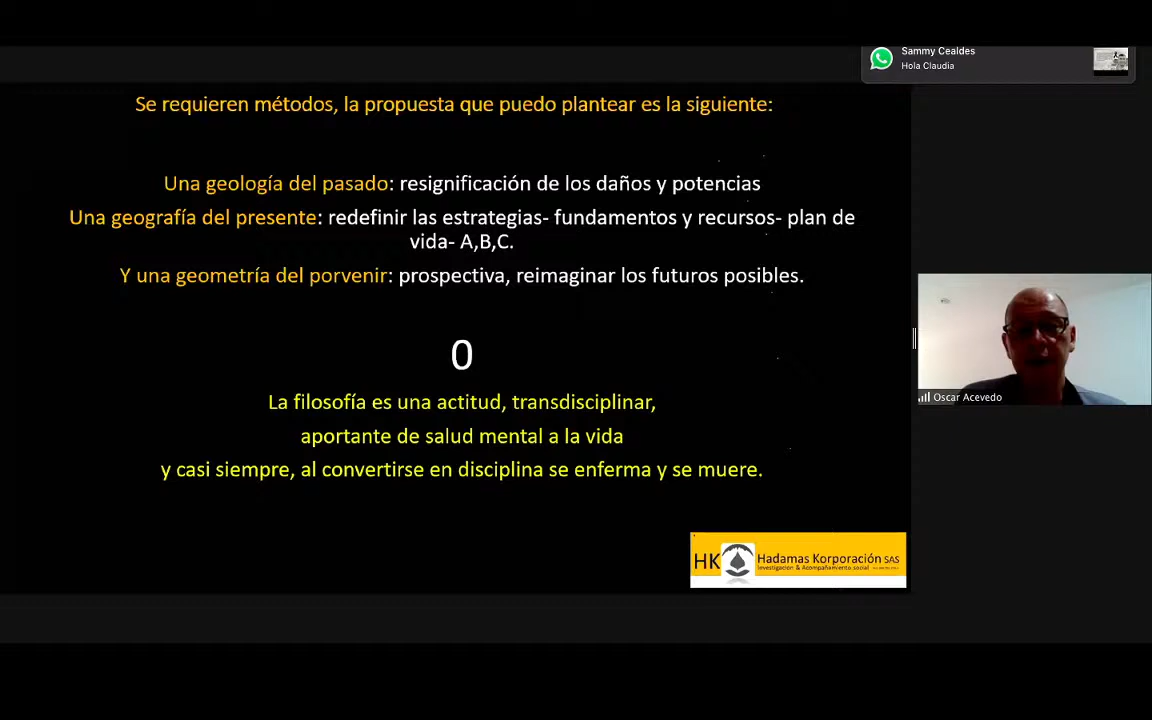 Sammy Cealdes
Hola Claudia
Se requieren métodos, la propuesta que puedo plantear es la siguiente:
Una geología del pasado: resignificación de los daños y potencias
Una geografía del presente: redefinir las estrategias- fundamentos y recursos- plan de
vida- A,B,C.
Y una geometría del porvenir: prospectiva, reimaginar los futuros posibles.
0
La filosofía es una actitud, transdisciplinar,
aportante de salud mental a la vida
y casi siempre, al convertirse en disciplina se enferma y se muere.
Oscar Acevedo
HK Hadamas Korporación SAS
Investigación & Acompañamiento social